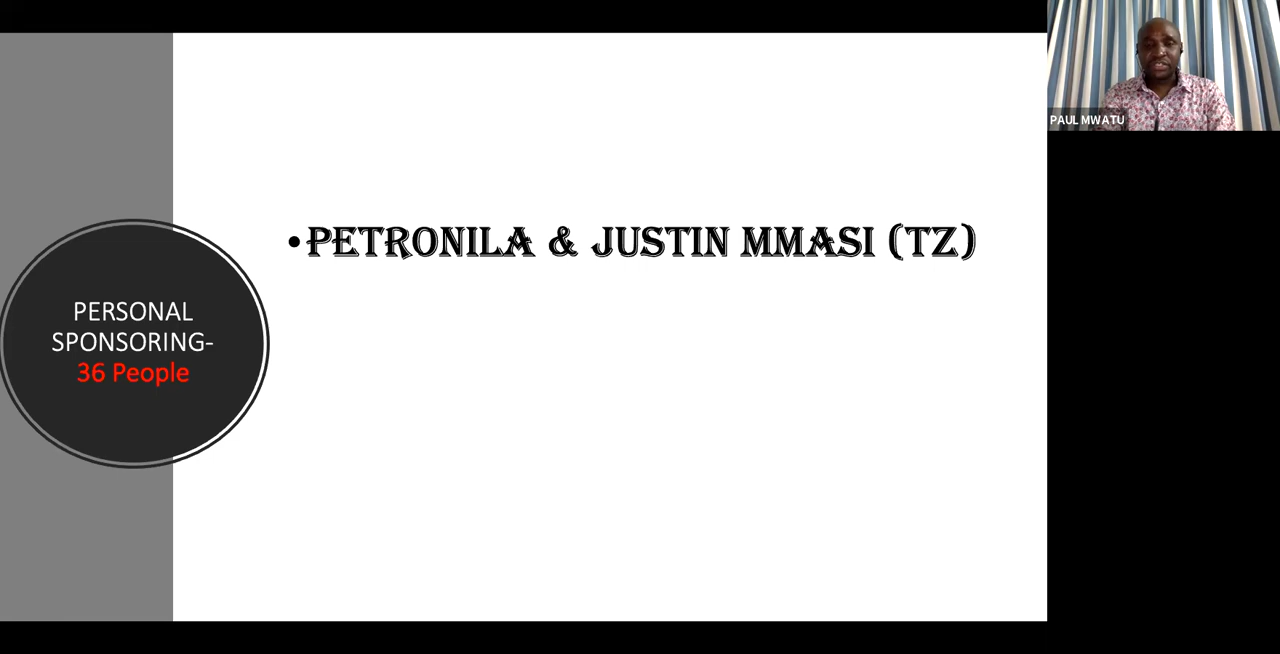 PERSONAL
SPONSORING-
36 People
•PETRONILA & JUSTIN MMASI (TZ)
PAUL MWATU